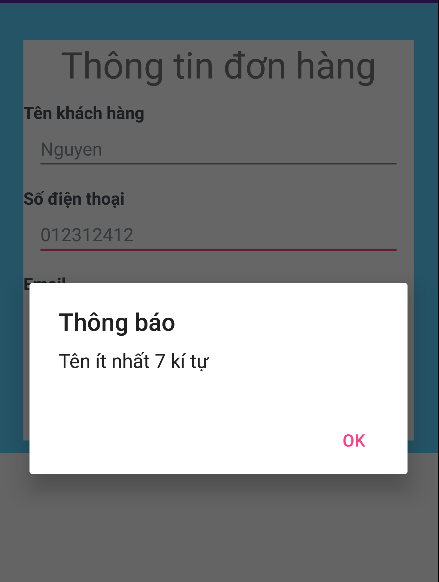 Thông tin đơn hàng
Tên khách hàng
Nguyen
Số điện thoại
012312412
Email
Thông báo
Tên ít nhất 7 kí tự
OK